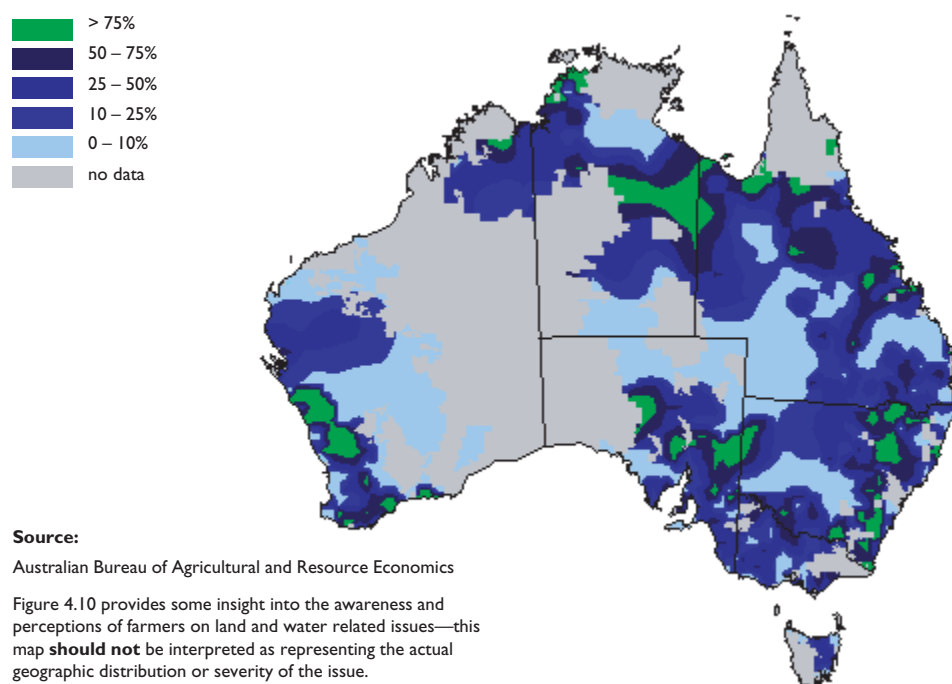 > 75%
50 – 75%
25 – 50%
10 – 25%
0 – 10%
no data
Source:
Australian Bureau of Agricultural and Resource Economics
Figure 4.10 provides some insight into the awareness and
perceptions of farmers on land and water related issues—this
map should not be interpreted as representing the actual
geographic distribution or severity of the issue.